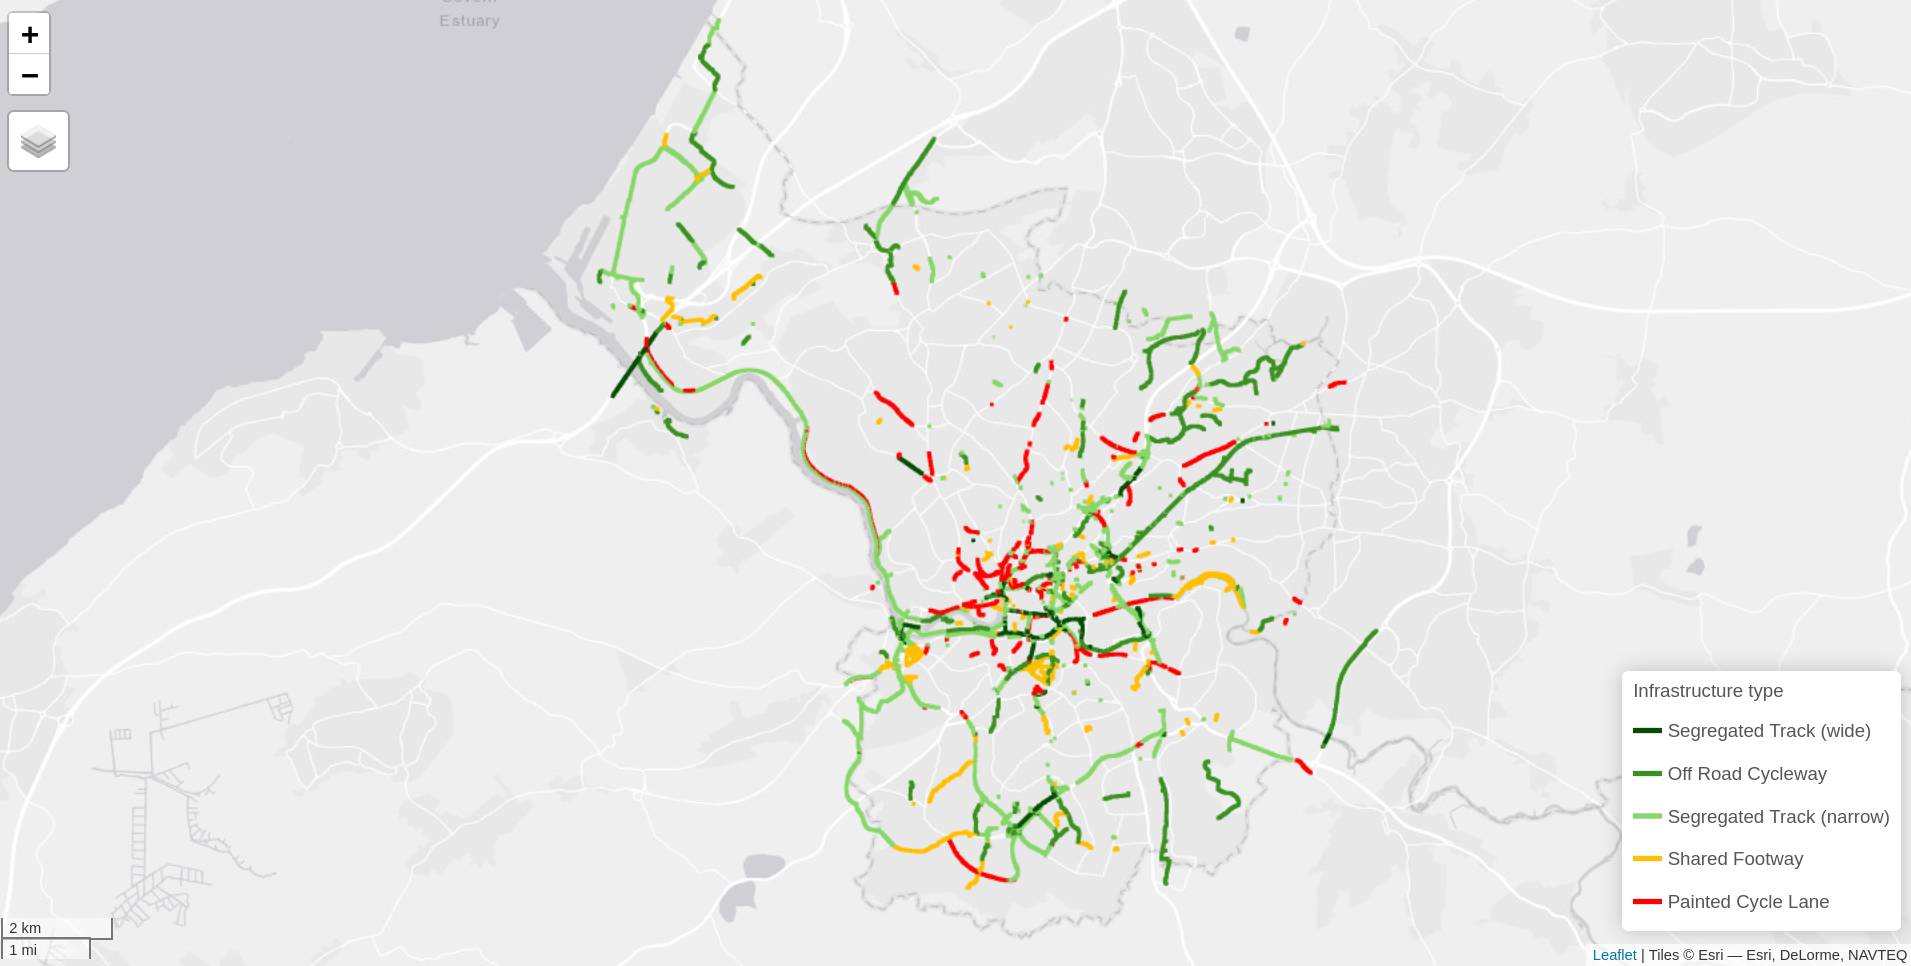 Estuary
+
−
Infrastructure type
Segregated Track (wide)
Off Road Cycleway
Segregated Track (narrow)
Shared Footway
Painted Cycle Lane
2 km
1 mi
Leaflet | Tiles © Esri — Esri, DeLorme, NAVTEQ